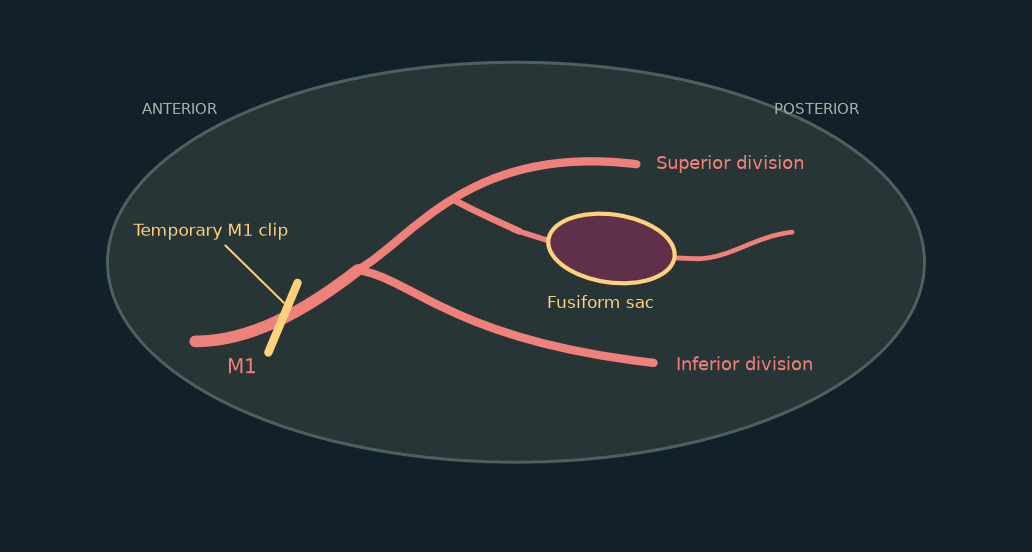 ANTERIOR
POSTERIOR
Superior division
Temporary M1 clip
Fusiform sac
M1
Inferior division